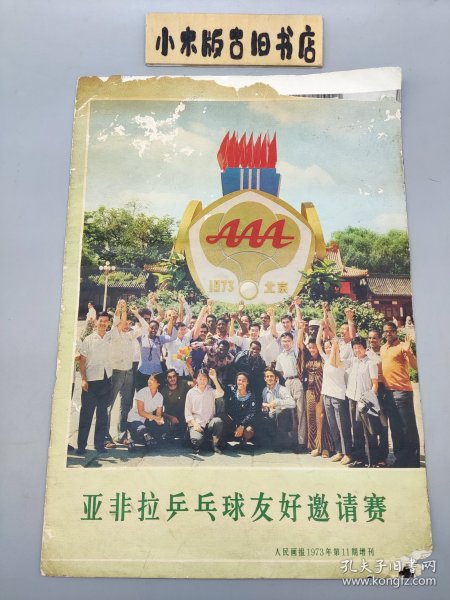 小木版古旧书店
AAA
1973 北京
亚非拉乒乓球友好邀请赛
人民画报1973年第11期增刊
孔夫子旧书网
www.kongfz.com